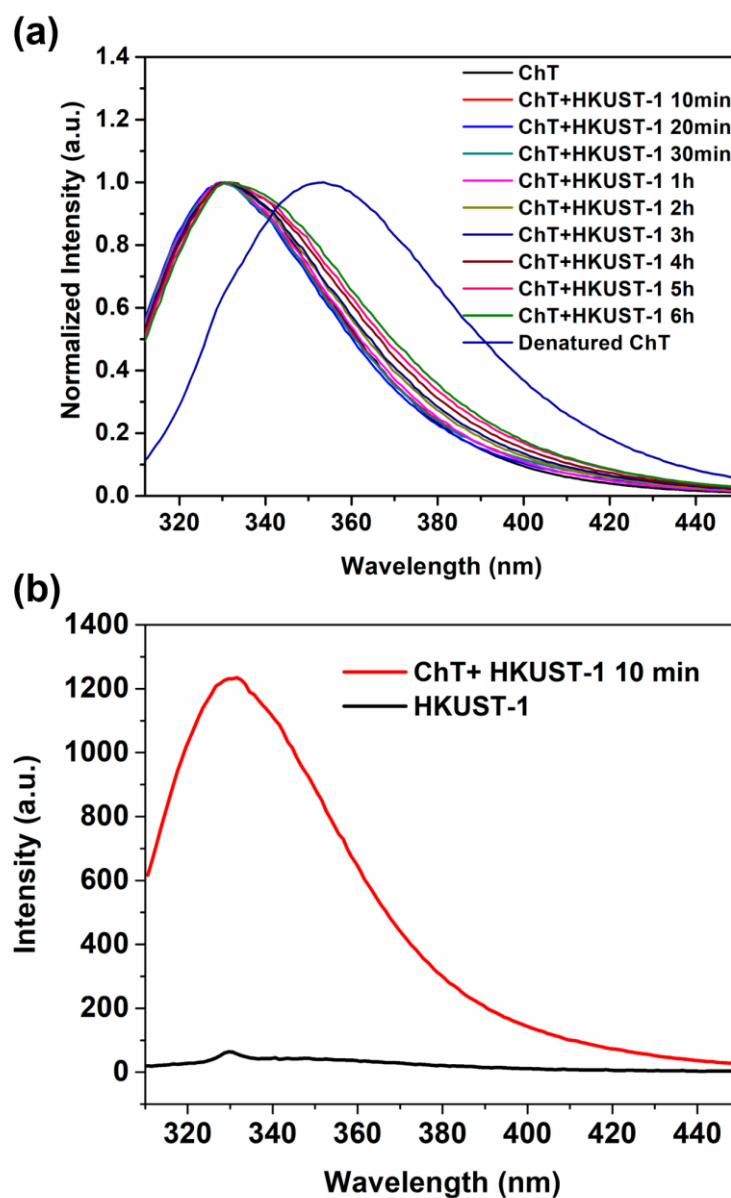 (a)
1.4
1.2
1.0
0.8
0.6
0.4
0.2
0.0
Normalized Intensity (a.u.)
ChT
ChT+HKUST-1 10min
ChT+HKUST-1 20min
ChT+HKUST-1 30min
ChT+HKUST-1 1h
ChT+HKUST-1 2h
ChT+HKUST-1 3h
ChT+HKUST-1 4h
ChT+HKUST-1 5h
ChT+HKUST-1 6h
Denatured ChT
320 340 360 380 400 420 440
Wavelength (nm)
(b)
1400
1200
1000
800
600
400
200
0
Intensity (a.u.)
ChT+ HKUST-1 10 min
HKUST-1
320 340 360 380 400 420 440
Wavelength (nm)